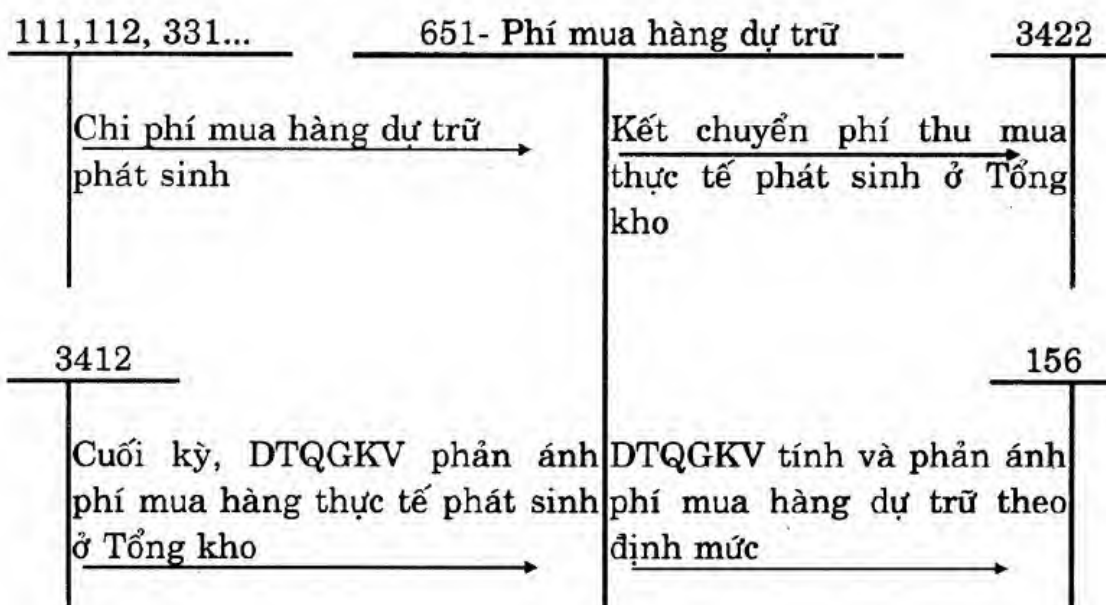 111,112, 331... 651- Phí mua hàng dự trữ 3422
Chi phí mua hàng dự trữ
phát sinh
Kết chuyển phí thu mua
thực tế phát sinh ở Tổng
kho
3412 156
Cuối kỳ, DTQGKV phản ánh
phí mua hàng thực tế phát sinh
ở Tổng kho
DTQGKV tính và phản ánh
phí mua hàng dự trữ theo
định mức